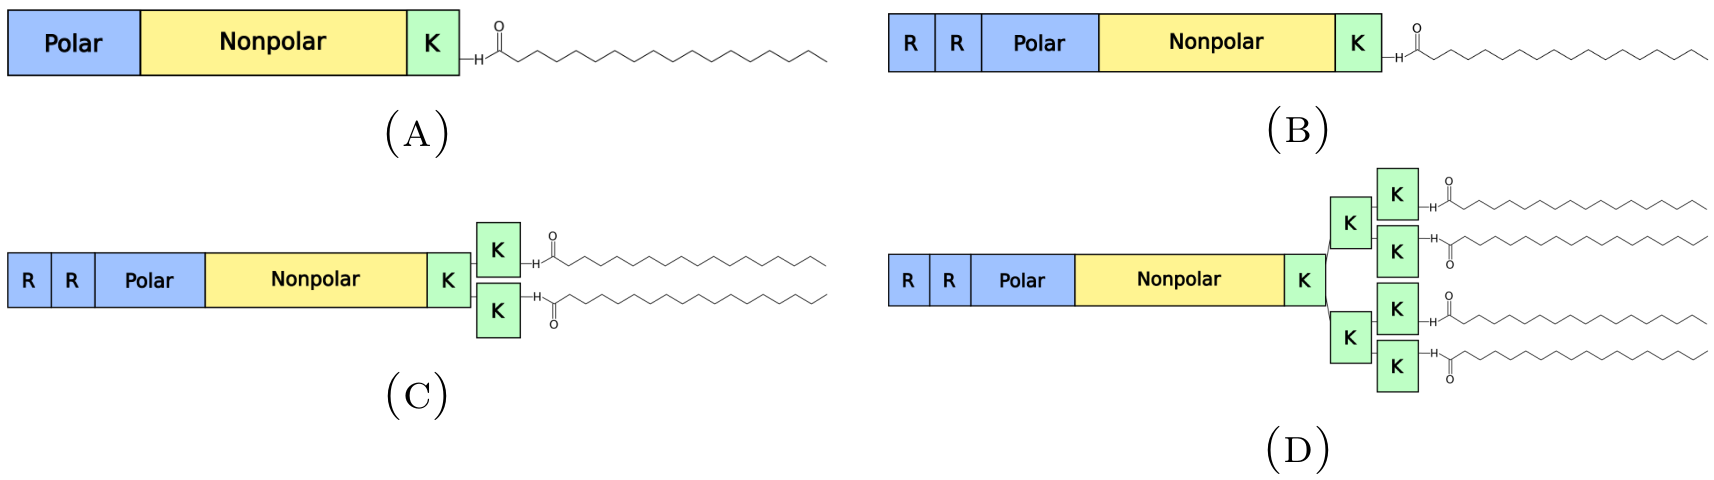 Polar Nonpolar K H O
(A)
R R Polar Nonpolar K H O
(B)
R R Polar Nonpolar K K H O
K H O
(C)
R R Polar Nonpolar K K K H O
K H O
K K H O
K H O
(D)